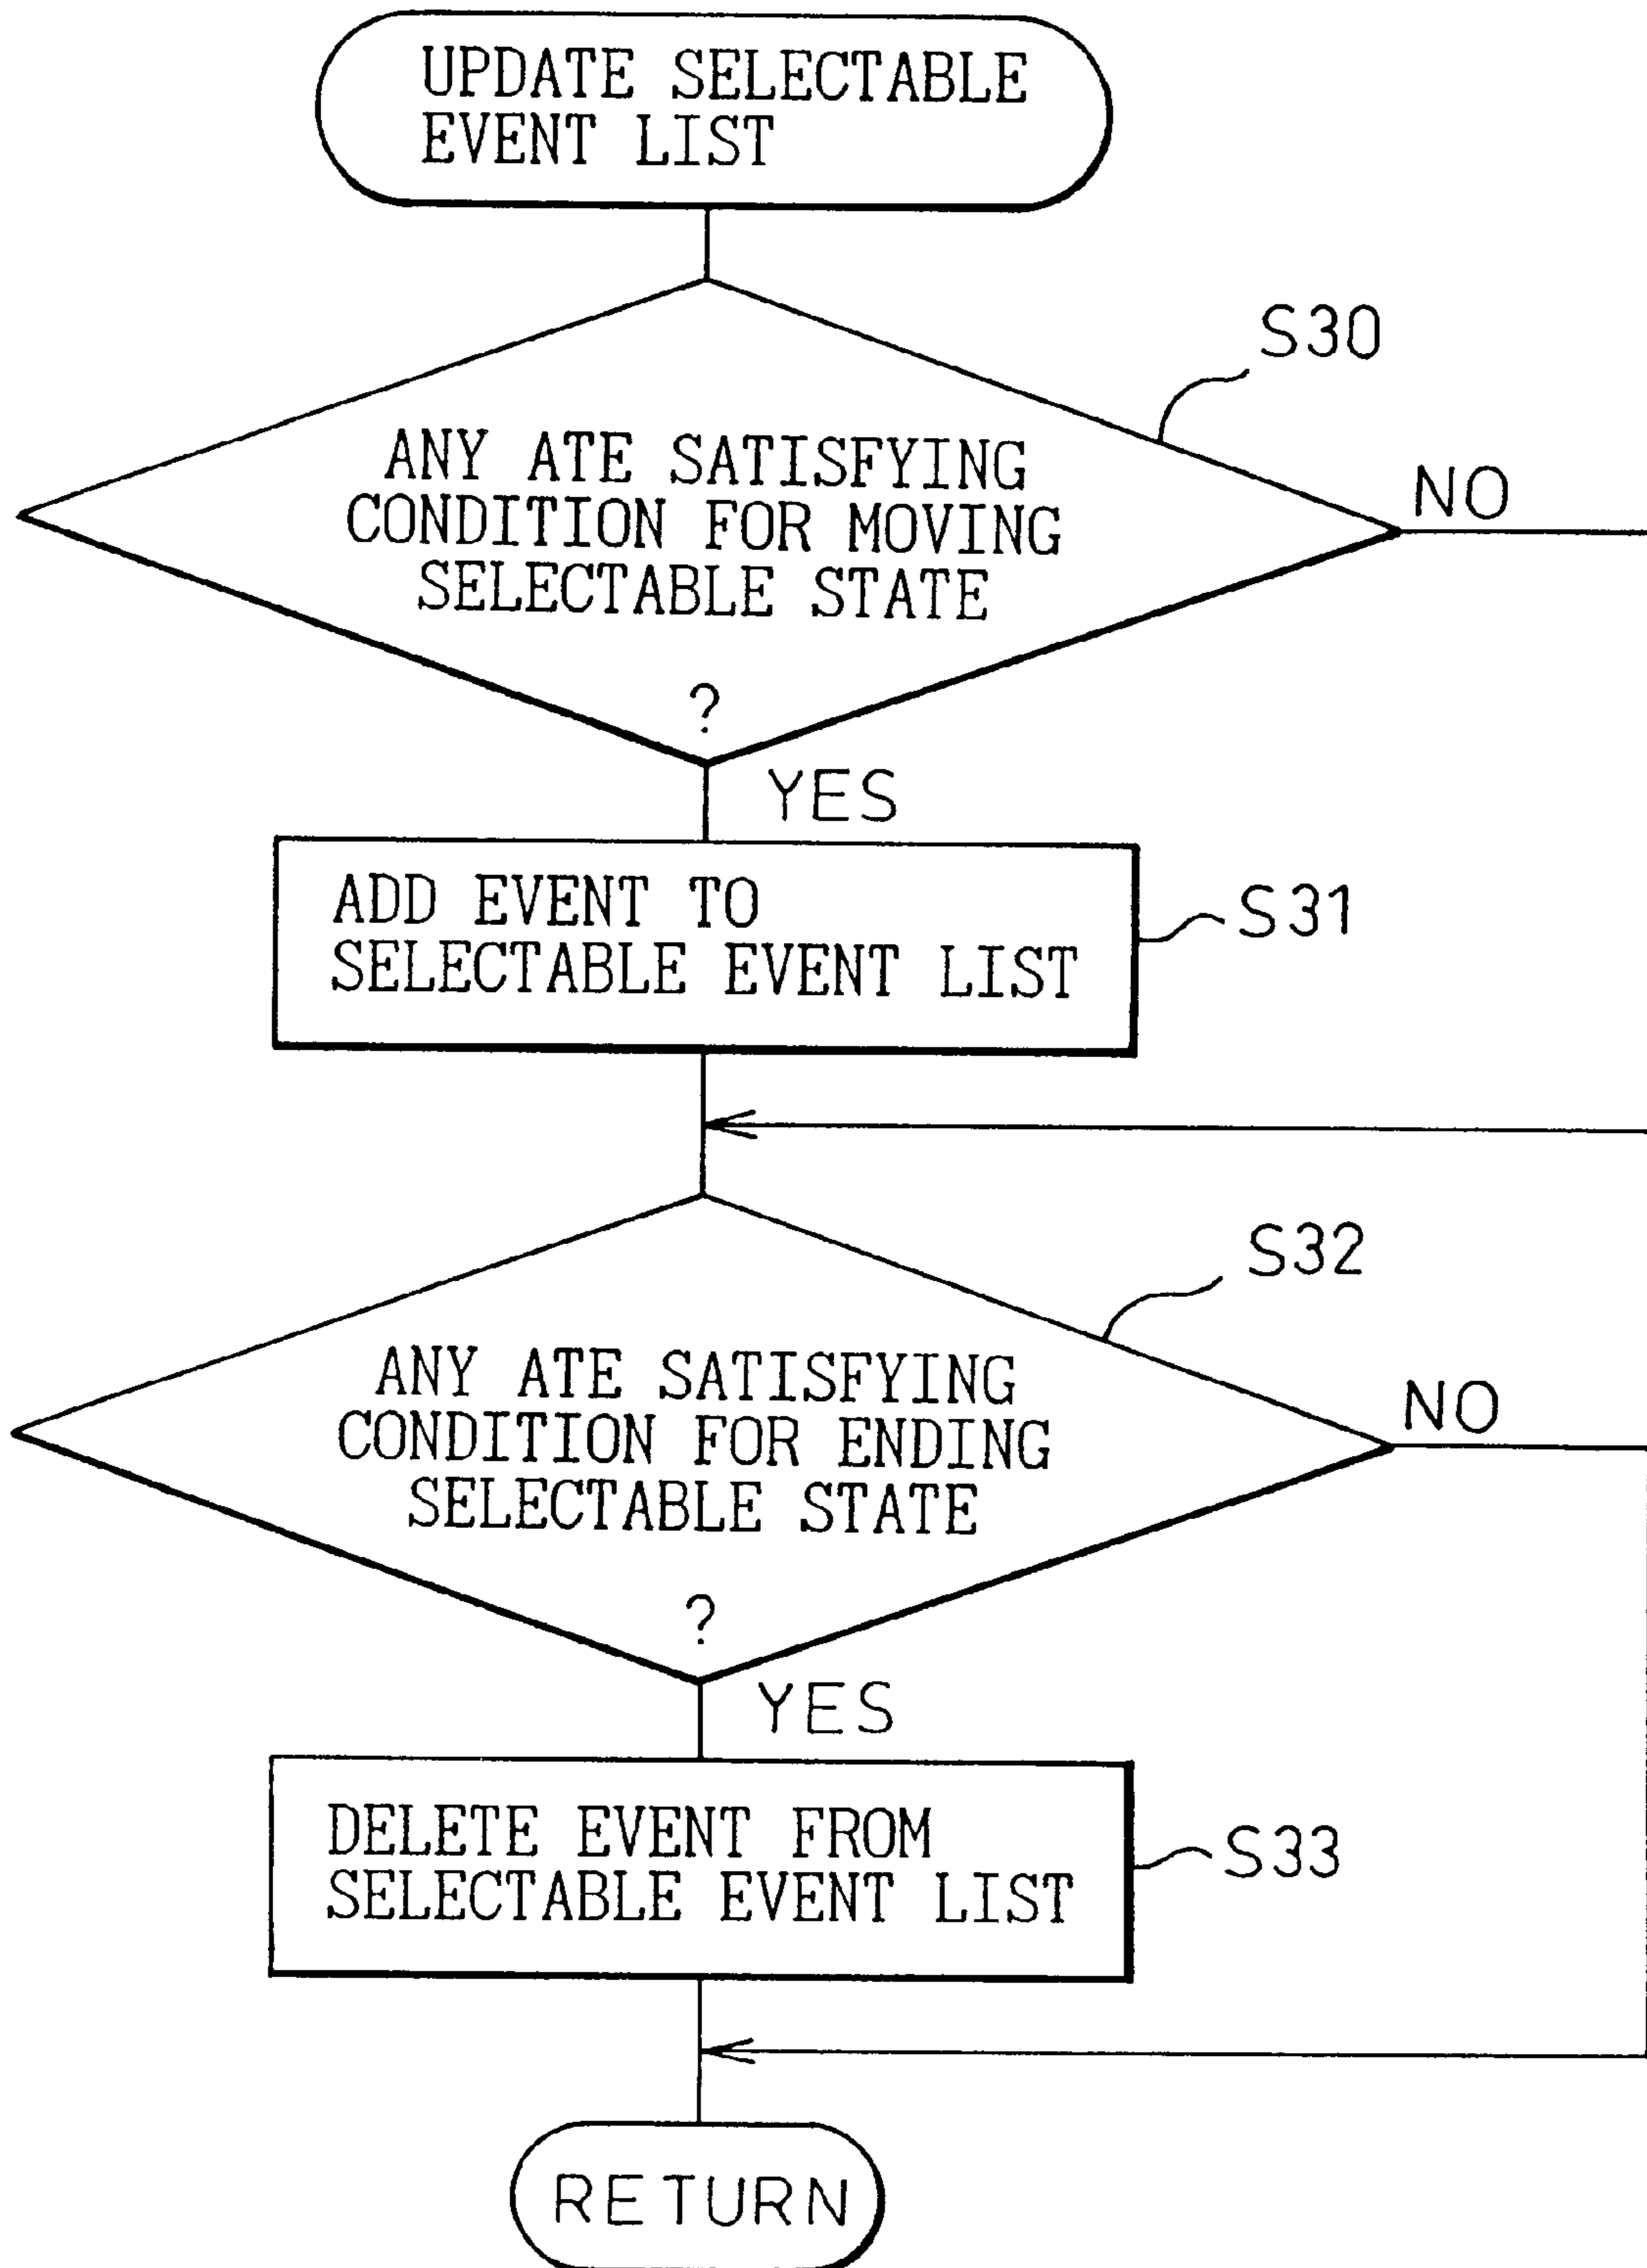 UPDATE SELECTABLE
EVENT LIST
S30
ANY ATE SATISFYING
CONDITION FOR MOVING
SELECTABLE STATE
?
NO
YES
ADD EVENT TO
SELECTABLE EVENT LIST
S31
S32
ANY ATE SATISFYING
CONDITION FOR ENDING
SELECTABLE STATE
?
NO
YES
DELETE EVENT FROM
SELECTABLE EVENT LIST
S33
RETURN